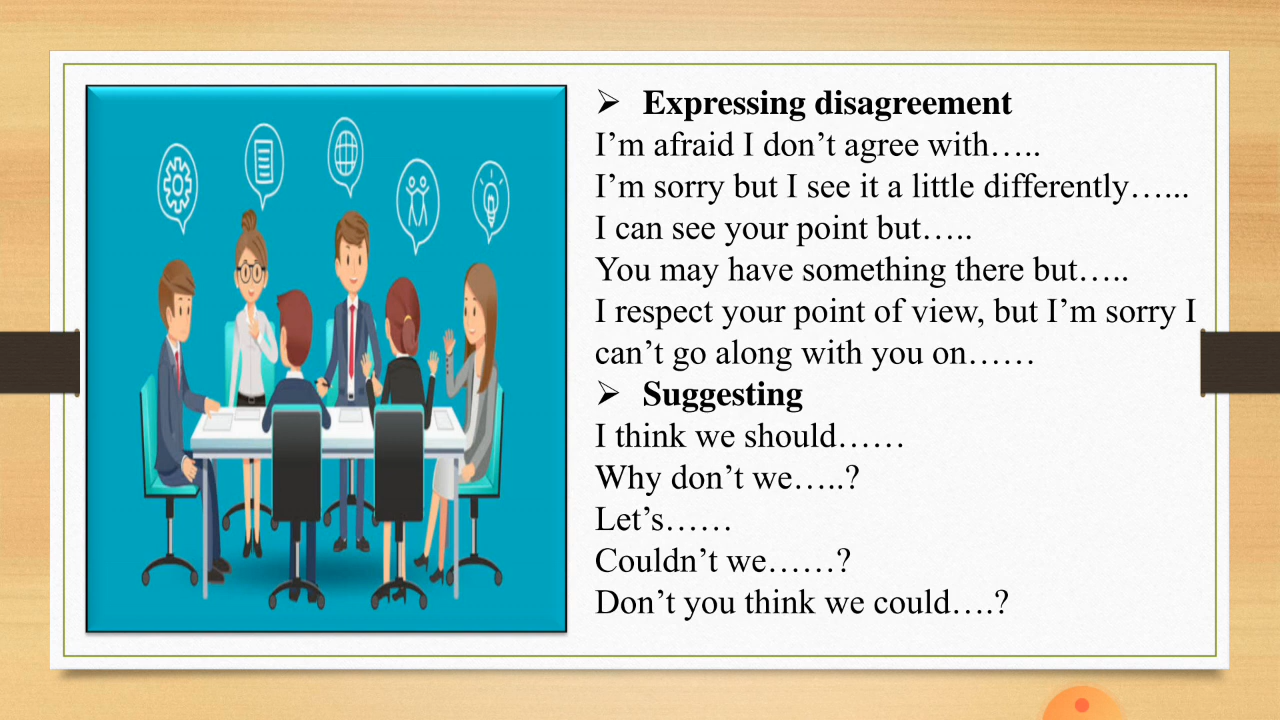 ➢ Expressing disagreement
I’m afraid I don’t agree with…..
I’m sorry but I see it a little differently…...
I can see your point but…..
You may have something there but…..
I respect your point of view, but I’m sorry I
can’t go along with you on……
➢ Suggesting
I think we should……
Why don’t we…..?
Let’s……
Couldn’t we……?
Don’t you think we could….?